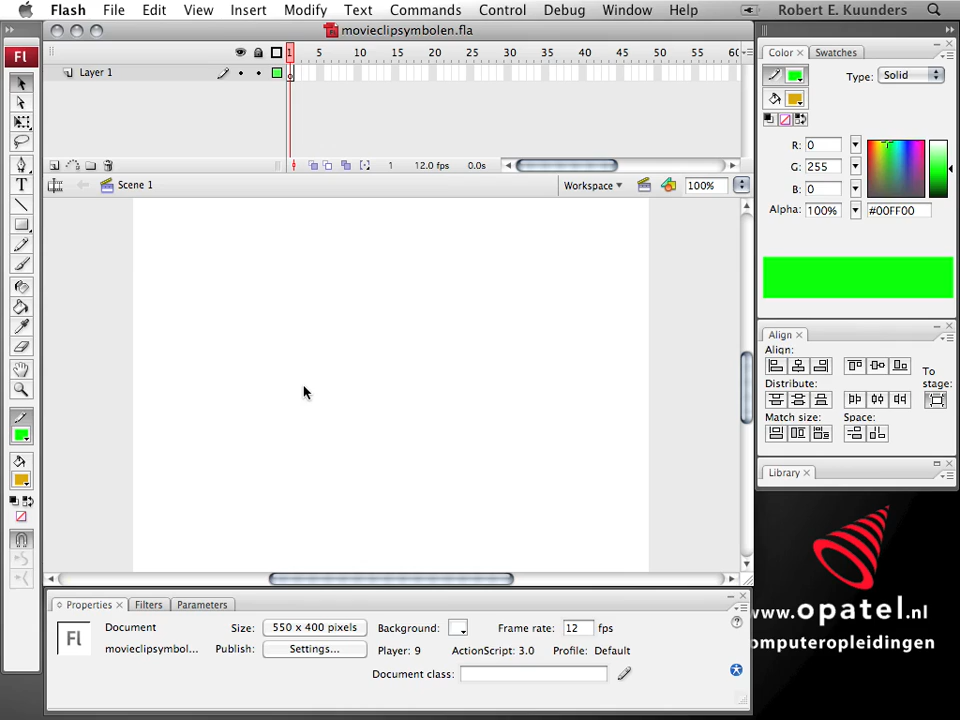 Flash File Edit View Insert Modify Text Commands Control Debug Window Help Robert E. Kuunders
movieclipsymbolen.fla
Fl
1 5 10 15 20 25 30 35 40 45 50 55 60
Layer 1
1 12.0 fps 0.0s
Scene 1
Workspace 100%
Color Swatches
Type: Solid
R: 0
G: 255
B: 0
Alpha: 100% #00FF00
Align
Align:
To stage:
Distribute:
Match size: Space:
Library
www.opatel.nl
computeropleidingen
Properties Filters Parameters
Fl
Document
movieclipsymbol...
Size: 550 x 400 pixels
Background:
Frame rate: 12 fps
Publish: Settings...
Player: 9 ActionScript: 3.0 Profile: Default
Document class: